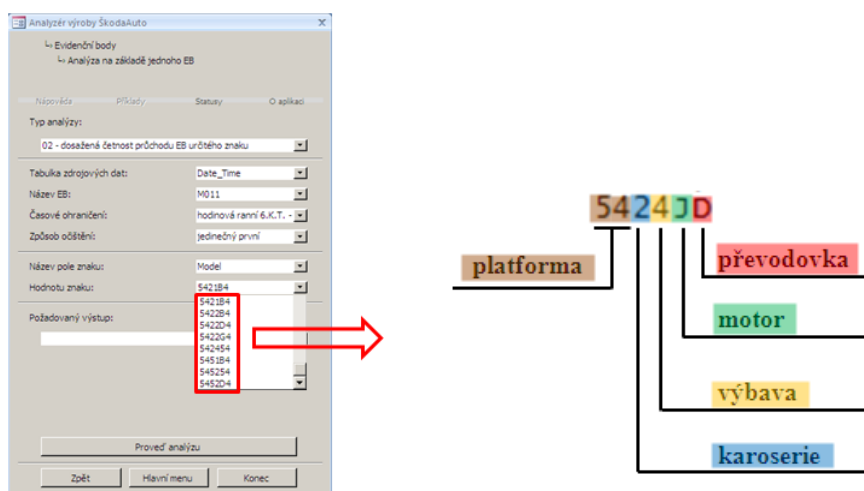 Analyzér výroby ŠkodaAuto x
Evidenční body
Analýza na základě jednoho EB
Nápověda Příklady Statusy O aplikaci
Typ analýzy:
02 - dosažená četnost průchodu EB určitého znaku
Tabulka zdrojových dat: Date_Time
Název EB: M011
Časové ohraničení: hodinová ranní 6.K.T. -
Způsob očištění: jedinečný první
Název pole znaku: Model
Hodnotu znaku: 5421B4
5421B4
5422B4
5422D4
5422G4
542454
5451B4
545254
5452D4
Požadovaný výstup:
Proveď analýzu
Zpět Hlavní menu Konec
5424JD
platforma
převodovka
motor
výbava
karoserie